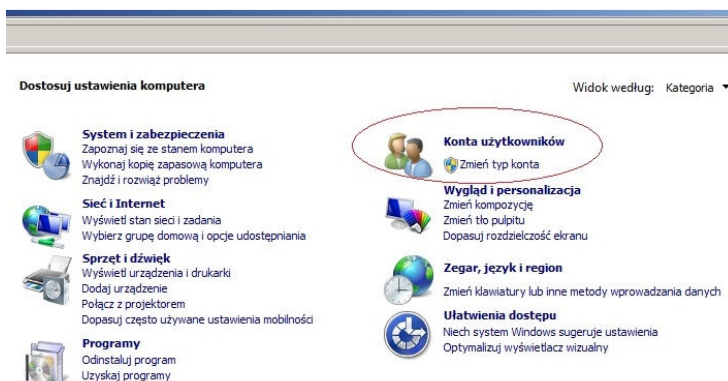 Dostosuj ustawienia komputera
Widok według: Kategoria
System i zabezpieczenia
Zapoznaj się ze stanem komputera
Wykonaj kopię zapasową komputera
Znajdź i rozwiąż problemy
Sieć i Internet
Wyświetl stan sieci i zadania
Wybierz grupę domową i opcje udostępniania
Sprzęt i dźwięk
Wyświetl urządzenia i drukarki
Dodaj urządzenie
Połącz z projektorem
Dopasuj często używane ustawienia mobilności
Programy
Odinstaluj program
Uzyskaj programy
Konta użytkowników
Zmień typ konta
Wygląd i personalizacja
Zmień kompozycję
Zmień tło pulpitu
Dopasuj rozdzielczość ekranu
Zegar, język i region
Zmień klawiatury lub inne metody wprowadzania danych
Ułatwienia dostępu
Niech system Windows sugeruje ustawienia
Optymalizuj wyświetlacz wizualny